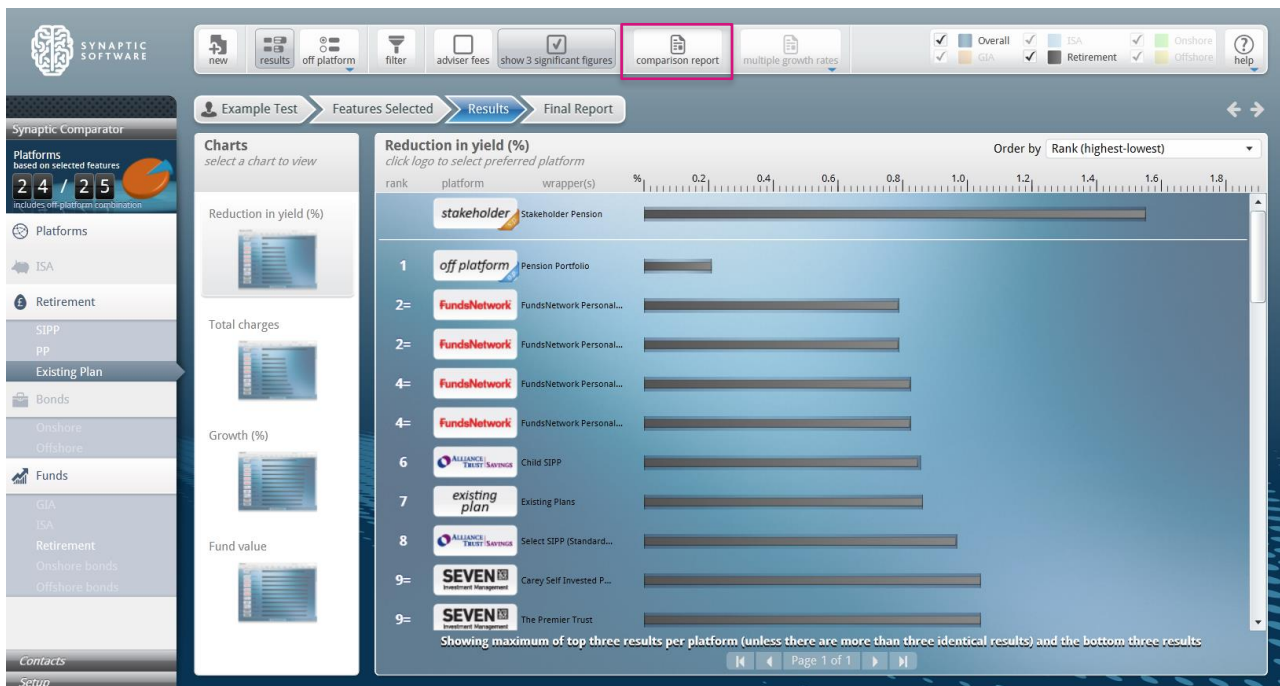 SYNAPTIC
SOFTWARE
new
results
off platform
filter
adviser fees
show 3 significant figures
comparison report
multiple growth rates
Overall
ISA
Onshore
GIA
Retirement
Offshore
?
help
Example Test
Features Selected
Results
Final Report
Synaptic Comparator
Platforms
based on selected features
24 / 25
includes off-platform combination
Platforms
ISA
Retirement
SIPP
PP
Existing Plan
Bonds
Onshore
Offshore
Funds
GIA
ISA
Retirement
Onshore bonds
Offshore bonds
Contacts
Setup
Charts
select a chart to view
Reduction in yield (%)
Total charges
Growth (%)
Fund value
Reduction in yield (%)
click logo to select preferred platform
Order by Rank (highest-lowest)
rank platform wrapper(s) % 0.2 0.4 0.6 0.8 1.0 1.2 1.4 1.6 1.8
stakeholder Stakeholder Pension
1 off platform Pension Portfolio
2= FundsNetwork FundsNetwork Personal...
2= FundsNetwork FundsNetwork Personal...
4= FundsNetwork FundsNetwork Personal...
4= FundsNetwork FundsNetwork Personal...
6 ALLIANCE TRUST SAVINGS Child SIPP
7 existing plan Existing Plans
8 ALLIANCE TRUST SAVINGS Select SIPP (Standard...
9= SEVEN Investment Management Carey Self Invested P...
9= SEVEN Investment Management The Premier Trust
Showing maximum of top three results per platform (unless there are more than three identical results) and the bottom three results
Page 1 of 1